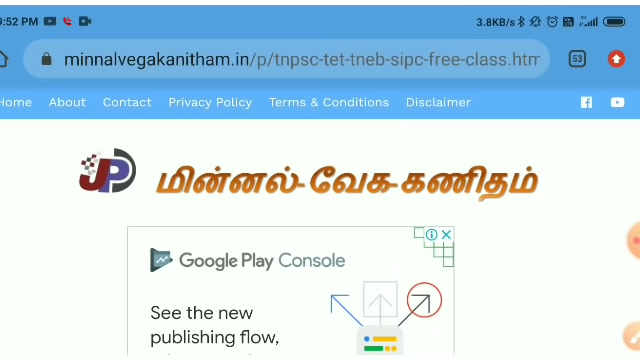 9:52 PM 3.8KB/s
minnalvegakanitham.in/p/tnpsc-tet-tneb-sipc-free-class.htm 53
Home About Contact Privacy Policy Terms & Conditions Disclaimer
JP மின்னல்-வேக-கணிதம்
Google Play Console
See the new
publishing flow,